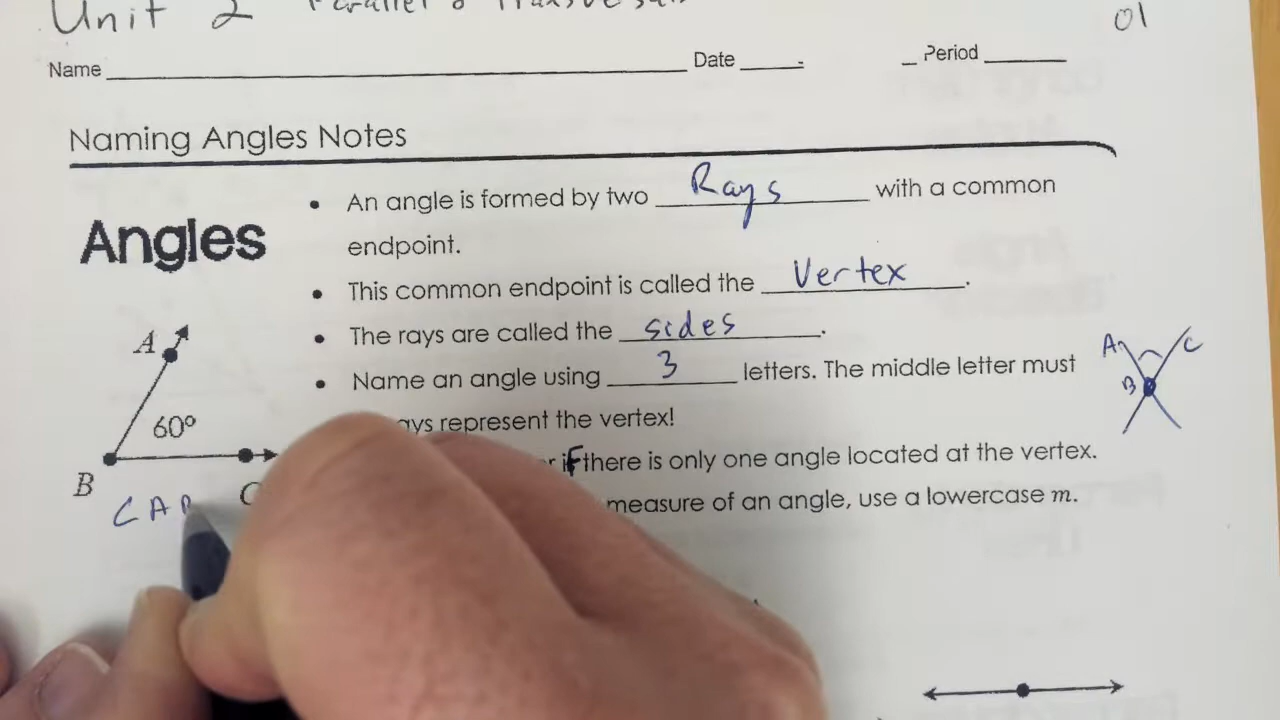 Unit 2 Parallel &
01
Name Date Period
Naming Angles Notes
Angles
• An angle is formed by two Rays with a common
endpoint.
• This common endpoint is called the Vertex.
• The rays are called the sides.
• Name an angle using 3 letters. The middle letter must
ays represent the vertex!
if there is only one angle located at the vertex.
measure of an angle, use a lowercase m.
A
60°
B
C
A C
B
∠ A